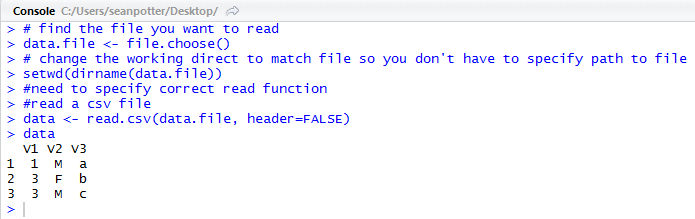 Console C:/Users/seanpotter/Desktop/
> # find the file you want to read
> data.file <- file.choose()
> # change the working direct to match file so you don't have to specify path to file
> setwd(dirname(data.file))
> #need to specify correct read function
> #read a csv file
> data <- read.csv(data.file, header=FALSE)
> data
  V1 V2 V3
1  1  M  a
2  3  F  b
3  3  M  c
>